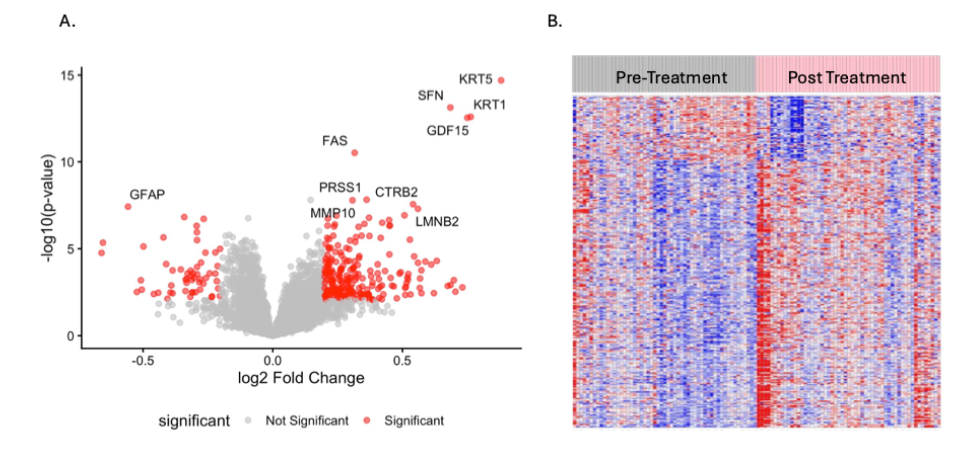 A.
B.
15
10
5
0
-log10(p-value)
KRT5
SFN
KRT1
GDF15
FAS
PRSS1
CTRB2
GFAP
MMP10
LMNB2
-0.5
0.0
0.5
log2 Fold Change
significant Not Significant Significant
Pre-Treatment
Post Treatment